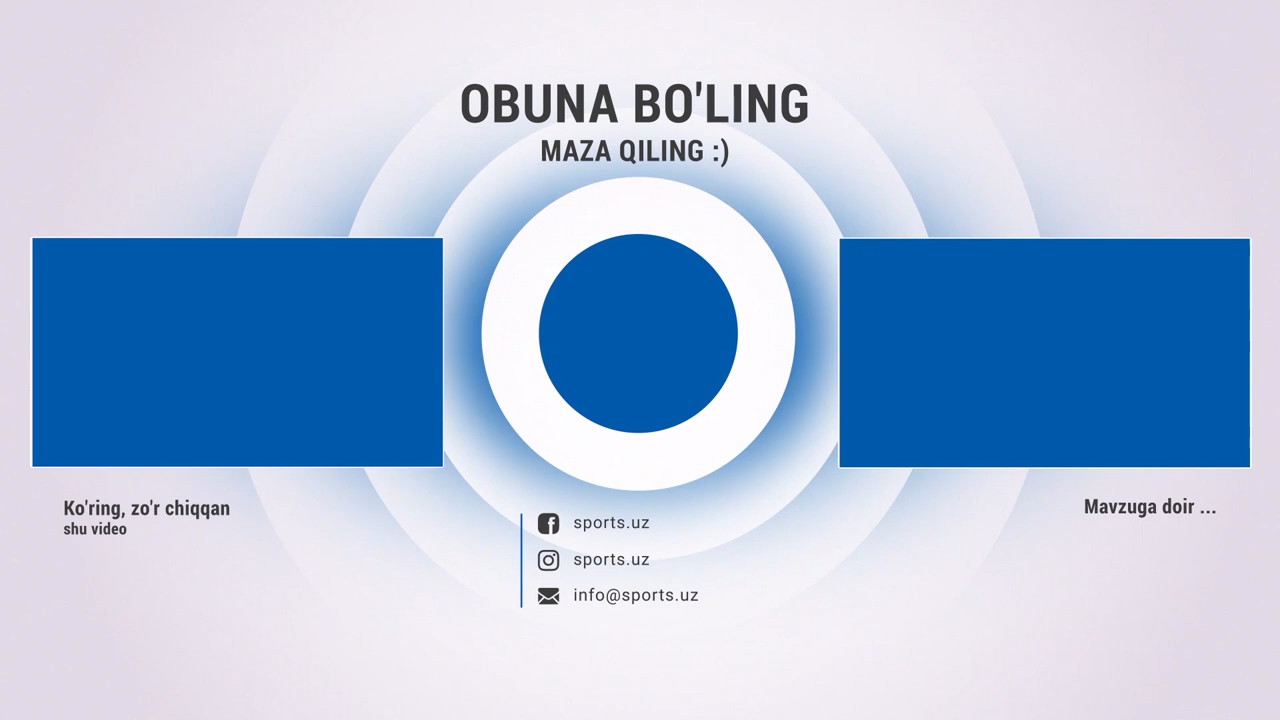 OBUNA BO'LING
MAZA QILING :)
Ko'ring, zo'r chiqqan
shu video
Mavzuga doir ...
sports.uz
sports.uz
info@sports.uz